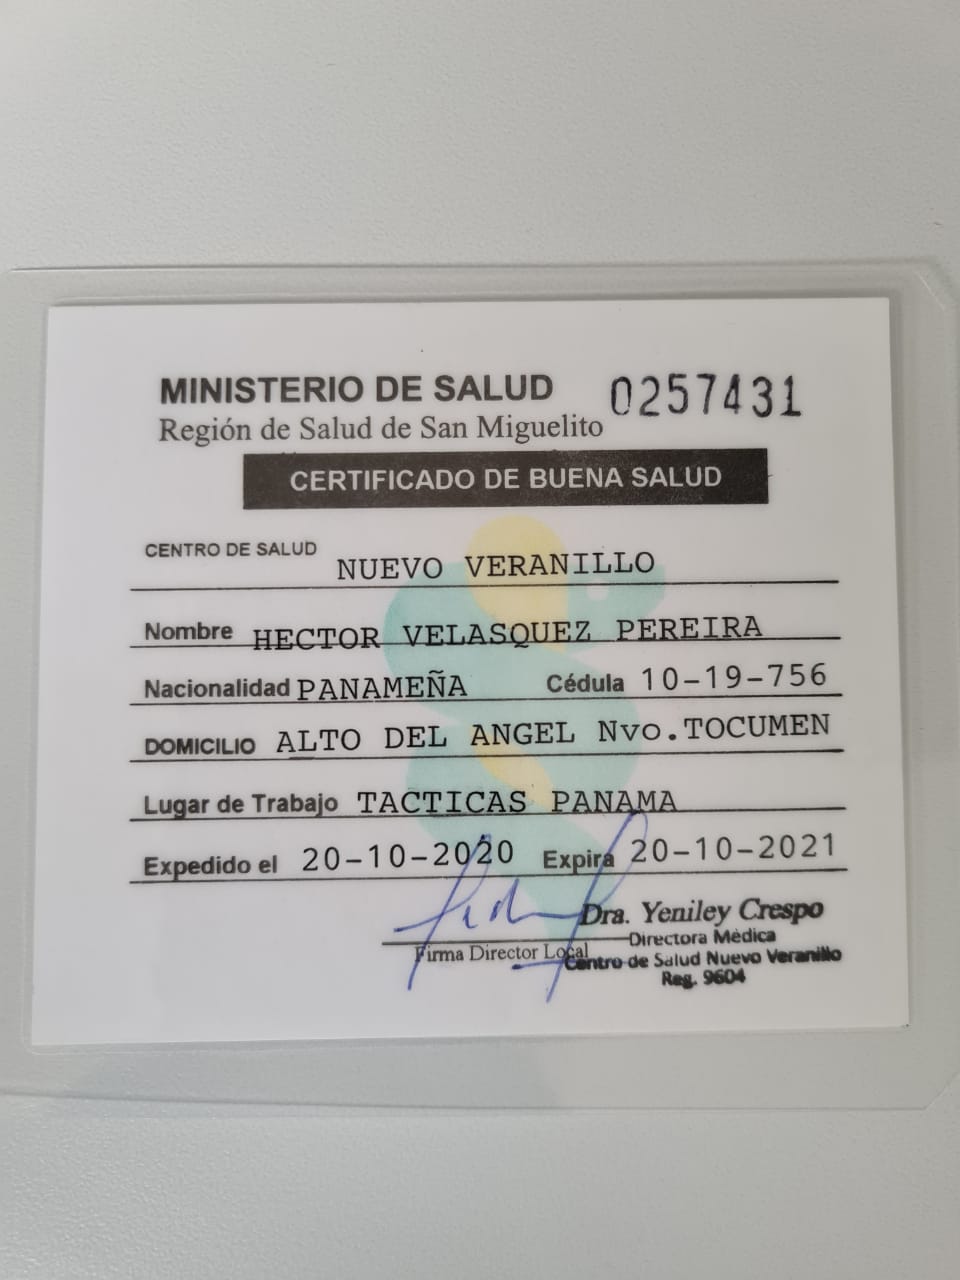 MINISTERIO DE SALUD 0257431
Región de Salud de San Miguelito
CERTIFICADO DE BUENA SALUD
CENTRO DE SALUD NUEVO VERANILLO
Nombre HECTOR VELASQUEZ PEREIRA
Nacionalidad PANAMEÑA Cédula 10-19-756
DOMICILIO ALTO DEL ANGEL Nvo.TOCUMEN
Lugar de Trabajo TACTICAS PANAMA
Expedido el 20-10-2020 Expira 20-10-2021
Dra. Yeniley Crespo
Directora Mèdica
Firma Director Local
Centro de Salud Nuevo Veranillo
Reg. 9604